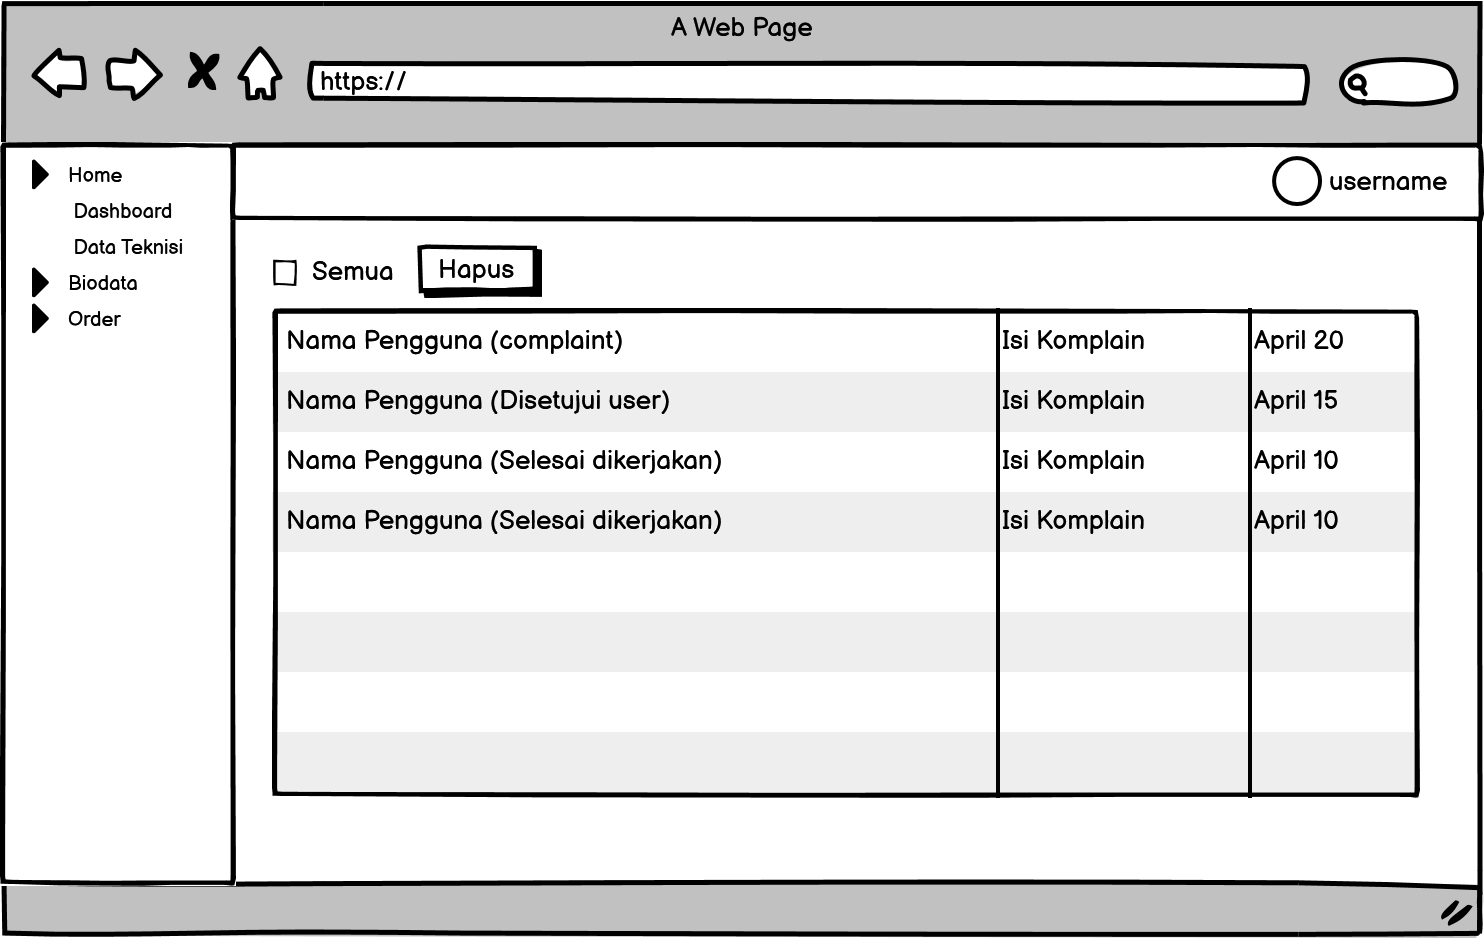 A Web Page
https://
username
Home
Dashboard
Data Teknisi
Biodata
Order
Semua
Hapus
Nama Pengguna (complaint) Isi Komplain April 20
Nama Pengguna (Disetujui user) Isi Komplain April 15
Nama Pengguna (Selesai dikerjakan) Isi Komplain April 10
Nama Pengguna (Selesai dikerjakan) Isi Komplain April 10